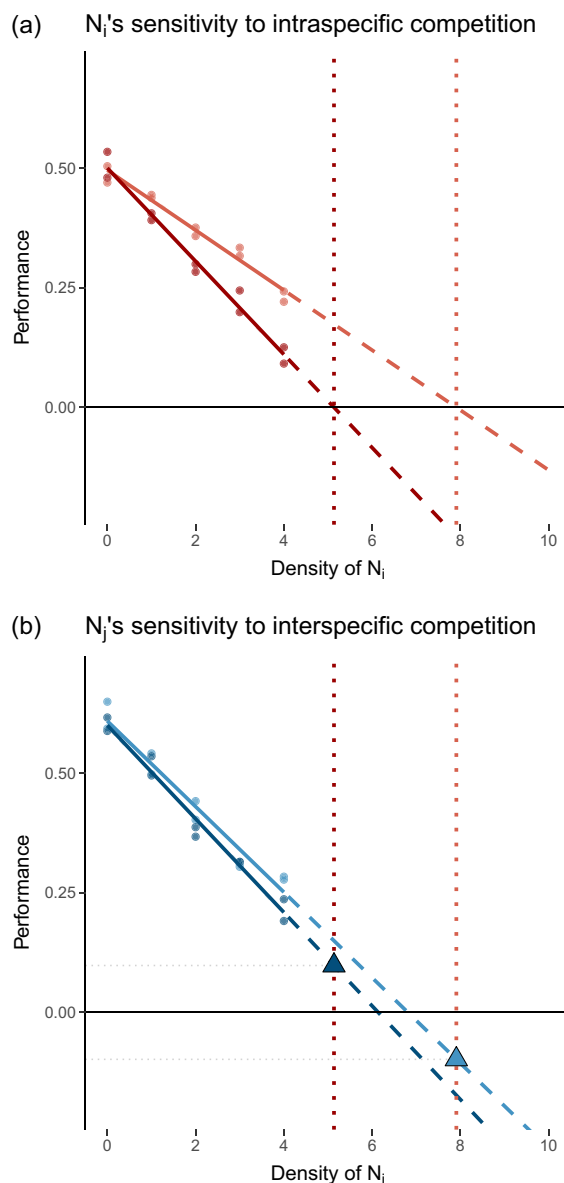 (a) Nᵢ's sensitivity to intraspecific competition
Performance
0.50
0.25
0.00
0 2 4 6 8 10
Density of Nᵢ
(b) Nⱼ's sensitivity to interspecific competition
Performance
0.50
0.25
0.00
0 2 4 6 8 10
Density of Nᵢ